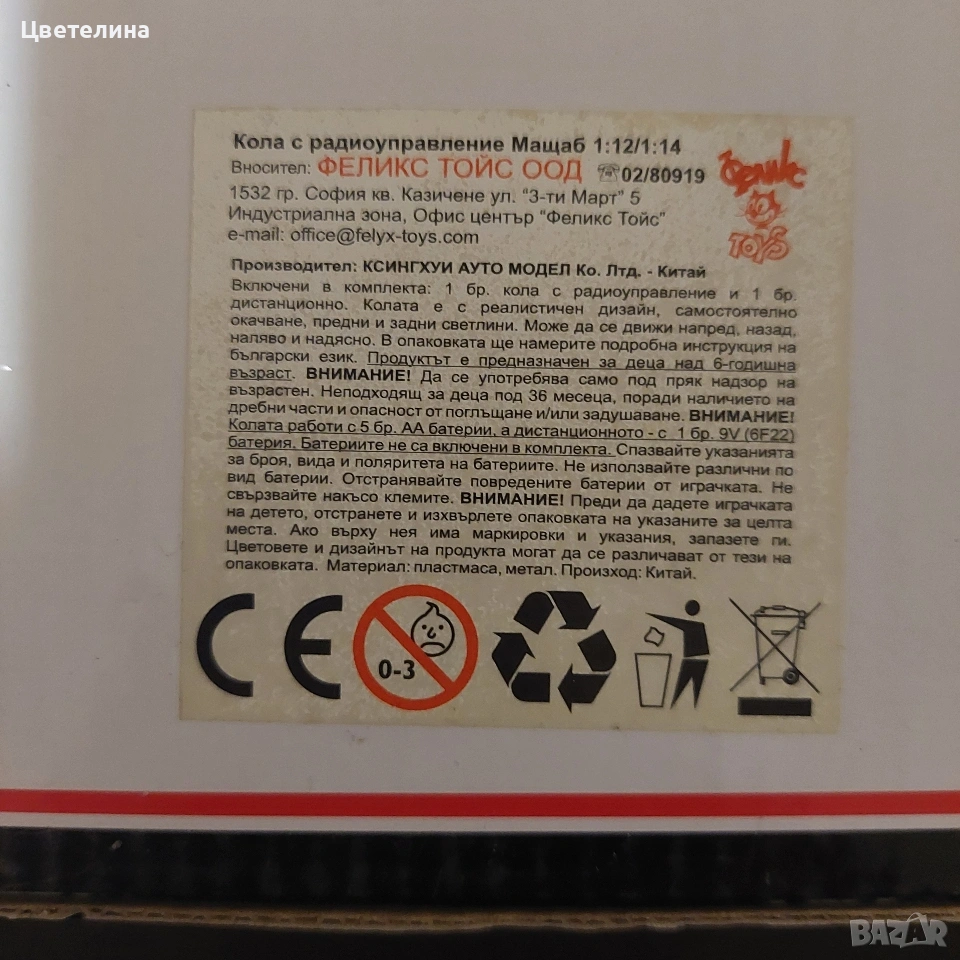 Цветелина
Кола с радиоуправление Мащаб 1:12/1:14
Вносител: ФЕЛИКС ТОЙС ООД ☎02/80919
1532 гр. София кв. Казичене ул. "3-ти Март" 5
Индустриална зона, Офис център "Феликс Тойс"
e-mail: office@felyx-toys.com
Феликс
TOYS
Производител: КСИНГХУИ АУТО МОДЕЛ Ко. Лтд. - Китай
Включени в комплекта: 1 бр. кола с радиоуправление и 1 бр.
дистанционно. Колата е с реалистичен дизайн, самостоятелно
окачване, предни и задни светлини. Може да се движи напред, назад,
наляво и надясно. В опаковката ще намерите подробна инструкция на
български език. Продуктът е предназначен за деца над 6-годишна
възраст. ВНИМАНИЕ! Да се употребява само под пряк надзор на
възрастен. Неподходящ за деца под 36 месеца, поради наличието на
дребни части и опасност от поглъщане и/или задушаване. ВНИМАНИЕ!
Колата работи с 5 бр. АА батерии, а дистанционното - с 1 бр. 9V (6F22)
батерия. Батериите не са включени в комплекта. Спазвайте указанията
за броя, вида и поляритета на батериите. Не използвайте различни по
вид батерии. Отстранявайте повредените батерии от играчката. Не
свързвайте накъсо клемите. ВНИМАНИЕ! Преди да дадете играчката
на детето, отстранете и изхвърлете опаковката на указаните за целта
места. Ако върху нея има маркировки и указания, запазете ги.
Цветовете и дизайнът на продукта могат да се различават от тези на
опаковката. Материал: пластмаса, метал. Произход: Китай.
CE
0-3
BAZAR